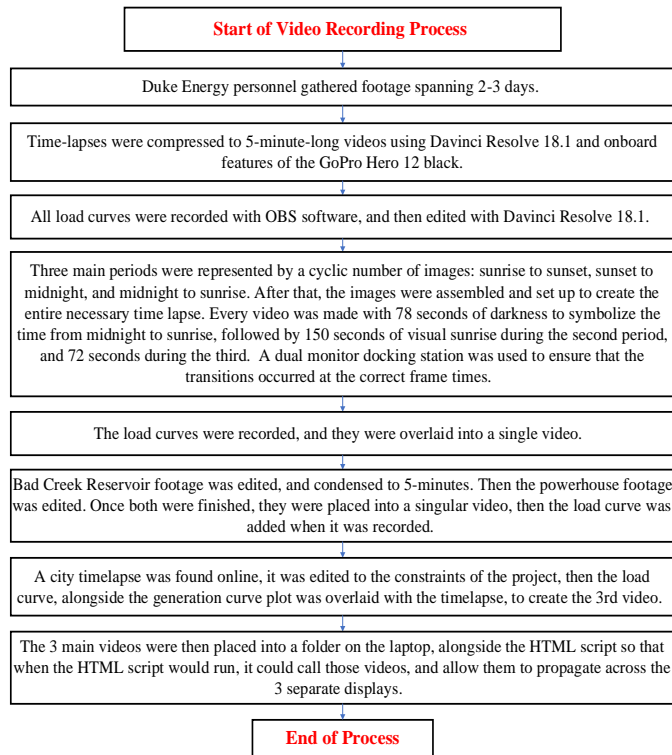 Start of Video Recording Process
Duke Energy personnel gathered footage spanning 2-3 days.
Time-lapses were compressed to 5-minute-long videos using Davinci Resolve 18.1 and onboard
features of the GoPro Hero 12 black.
All load curves were recorded with OBS software, and then edited with Davinci Resolve 18.1.
Three main periods were represented by a cyclic number of images: sunrise to sunset, sunset to
midnight, and midnight to sunrise. After that, the images were assembled and set up to create the
entire necessary time lapse. Every video was made with 78 seconds of darkness to symbolize the
time from midnight to sunrise, followed by 150 seconds of visual sunrise during the second period,
and 72 seconds during the third. A dual monitor docking station was used to ensure that the
transitions occurred at the correct frame times.
The load curves were recorded, and they were overlaid into a single video.
Bad Creek Reservoir footage was edited, and condensed to 5-minutes. Then the powerhouse footage
was edited. Once both were finished, they were placed into a singular video, then the load curve was
added when it was recorded.
A city timelapse was found online, it was edited to the constraints of the project, then the load
curve, alongside the generation curve plot was overlaid with the timelapse, to create the 3rd video.
The 3 main videos were then placed into a folder on the laptop, alongside the HTML script so that
when the HTML script would run, it could call those videos, and allow them to propagate across the
3 separate displays.
End of Process